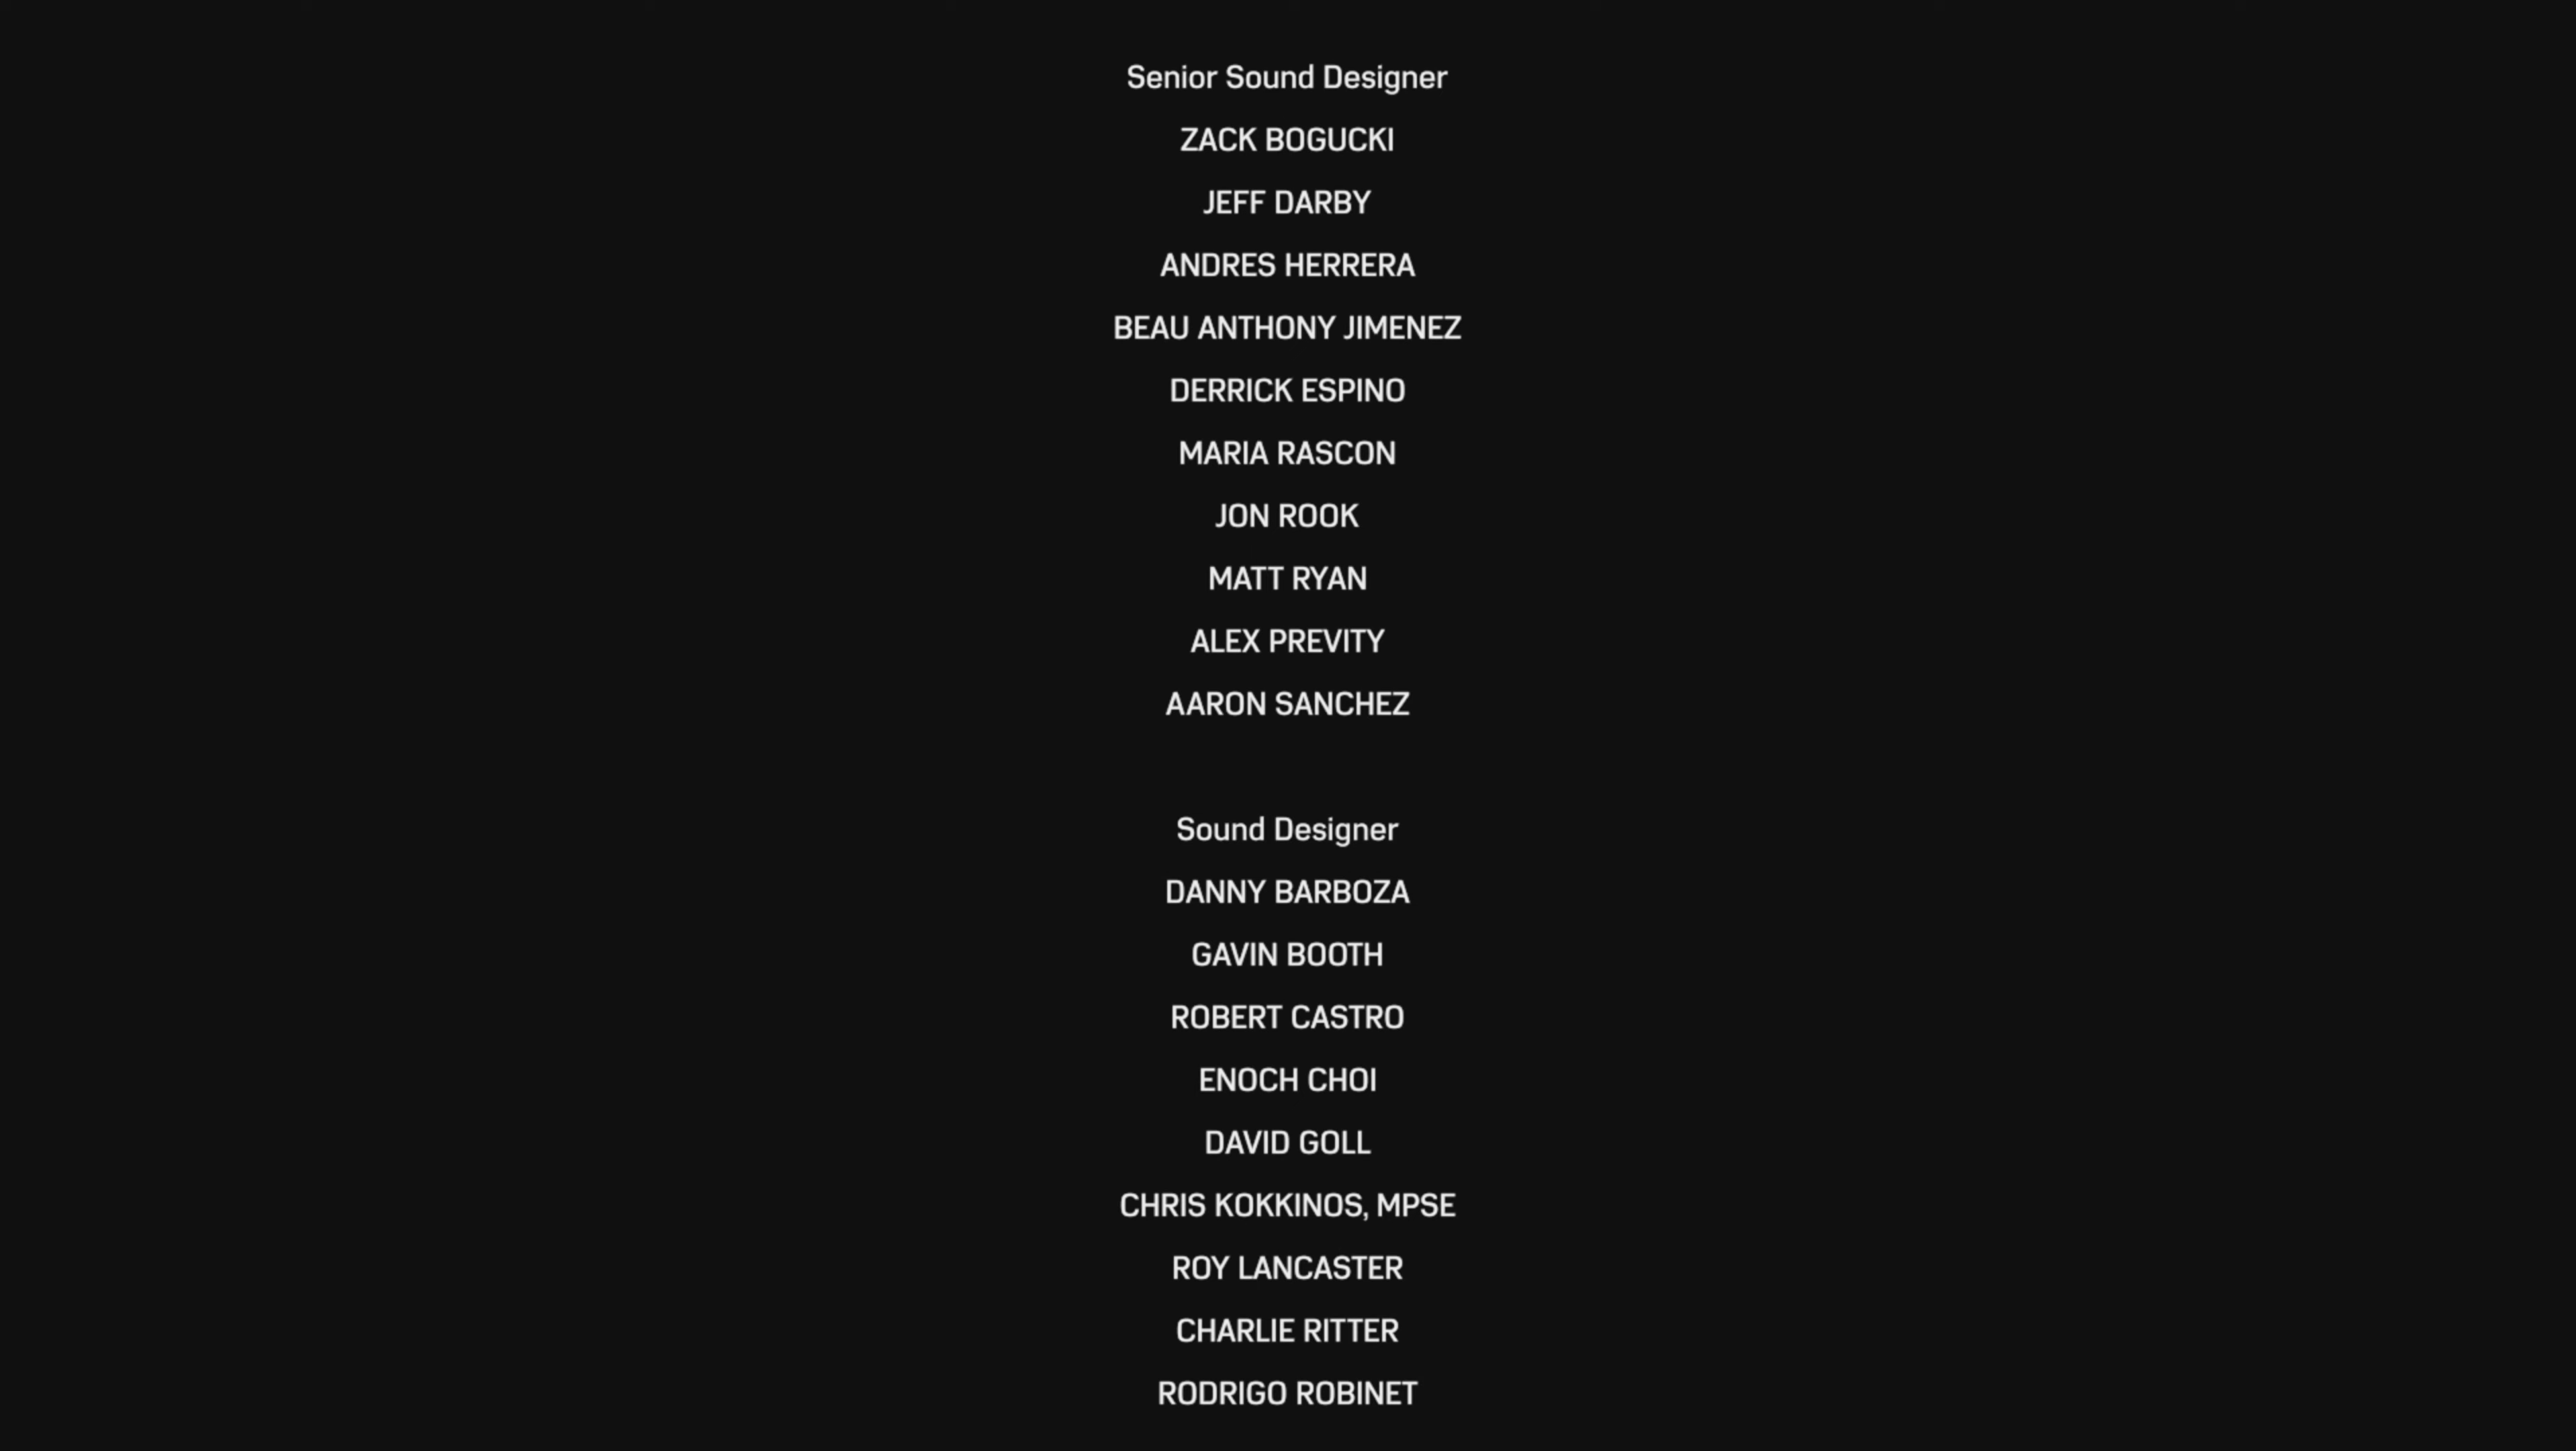 Senior Sound Designer
ZACK BOGUCKI
JEFF DARBY
ANDRES HERRERA
BEAU ANTHONY JIMENEZ
DERRICK ESPINO
MARIA RASCON
JON ROOK
MATT RYAN
ALEX PREVITY
AARON SANCHEZ
Sound Designer
DANNY BARBOZA
GAVIN BOOTH
ROBERT CASTRO
ENOCH CHOI
DAVID GOLL
CHRIS KOKKINOS, MPSE
ROY LANCASTER
CHARLIE RITTER
RODRIGO ROBINET